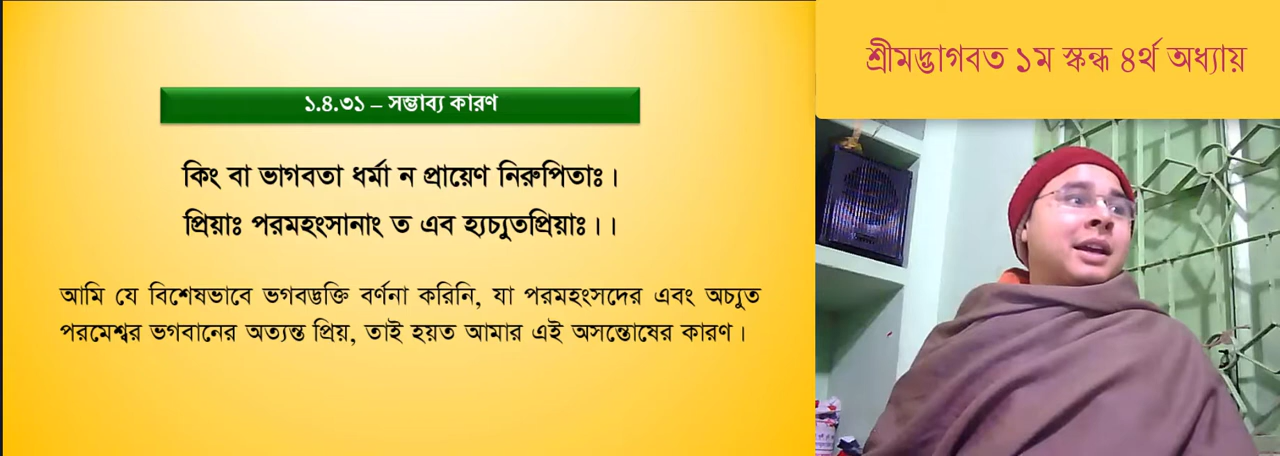 ১.৪.৩১ – সম্ভাব্য কারণ
কিং বা ভাগবতা ধর্মা ন প্রায়েণ নিরুপিতাঃ।
প্রিয়াঃ পরমহংসানাং ত এব হ্যচ্যুতপ্রিয়াঃ।।
আমি যে বিশেষভাবে ভগবদ্ভক্তি বর্ণনা করিনি, যা পরমহংসদের এবং অচ্যুত
পরমেশ্বর ভগবানের অত্যন্ত প্রিয়, তাই হয়ত আমার এই অসন্তোষের কারণ।
শ্রীমদ্ভাগবত ১ম স্কন্ধ ৪র্থ অধ্যায়